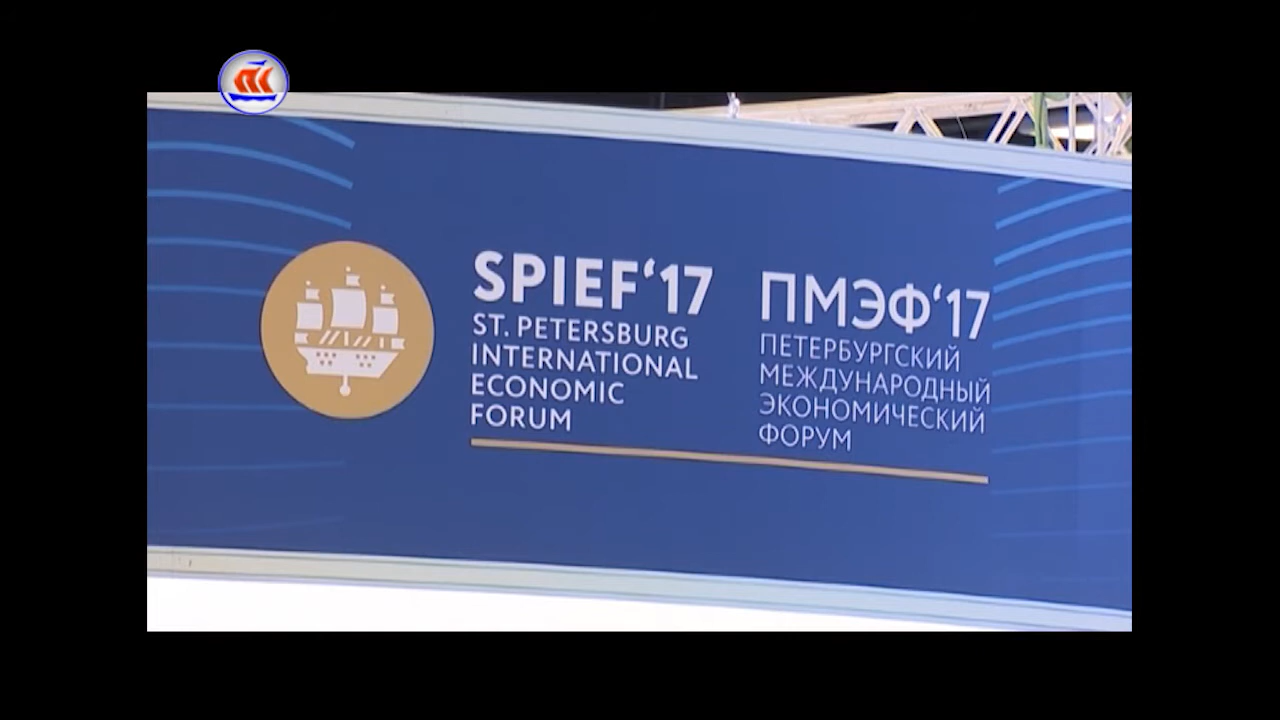 SPIEF‘17
ST. PETERSBURG
INTERNATIONAL
ECONOMIC
FORUM
ПМЭФ‘17
ПЕТЕРБУРГСКИЙ
МЕЖДУНАРОДНЫЙ
ЭКОНОМИЧЕСКИЙ
ФОРУМ